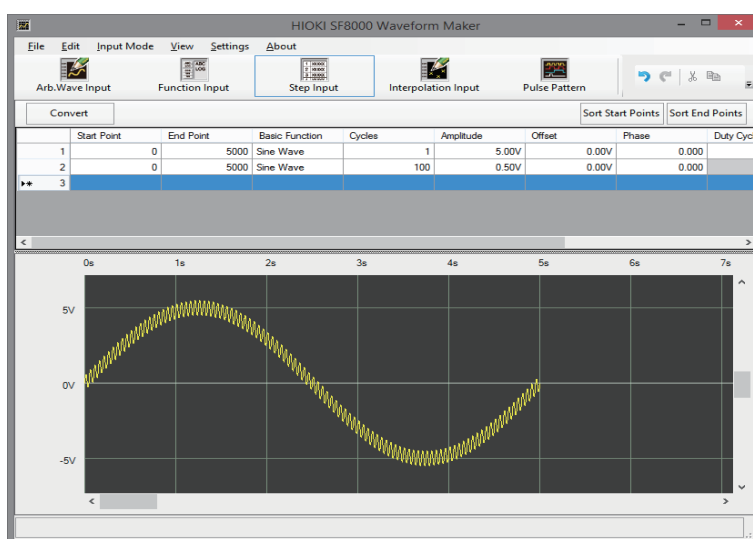 HIOKI SF8000 Waveform Maker
File Edit Input Mode View Settings About
Arb.Wave Input Function Input Step Input Interpolation Input Pulse Pattern
Convert Sort Start Points Sort End Points
Start Point End Point Basic Function Cycles Amplitude Offset Phase Duty Cyc
1 0 5000 Sine Wave 1 5.00V 0.00V 0.000
2 0 5000 Sine Wave 100 0.50V 0.00V 0.000
3
0s 1s 2s 3s 4s 5s 6s 7s
5V
0V
-5V